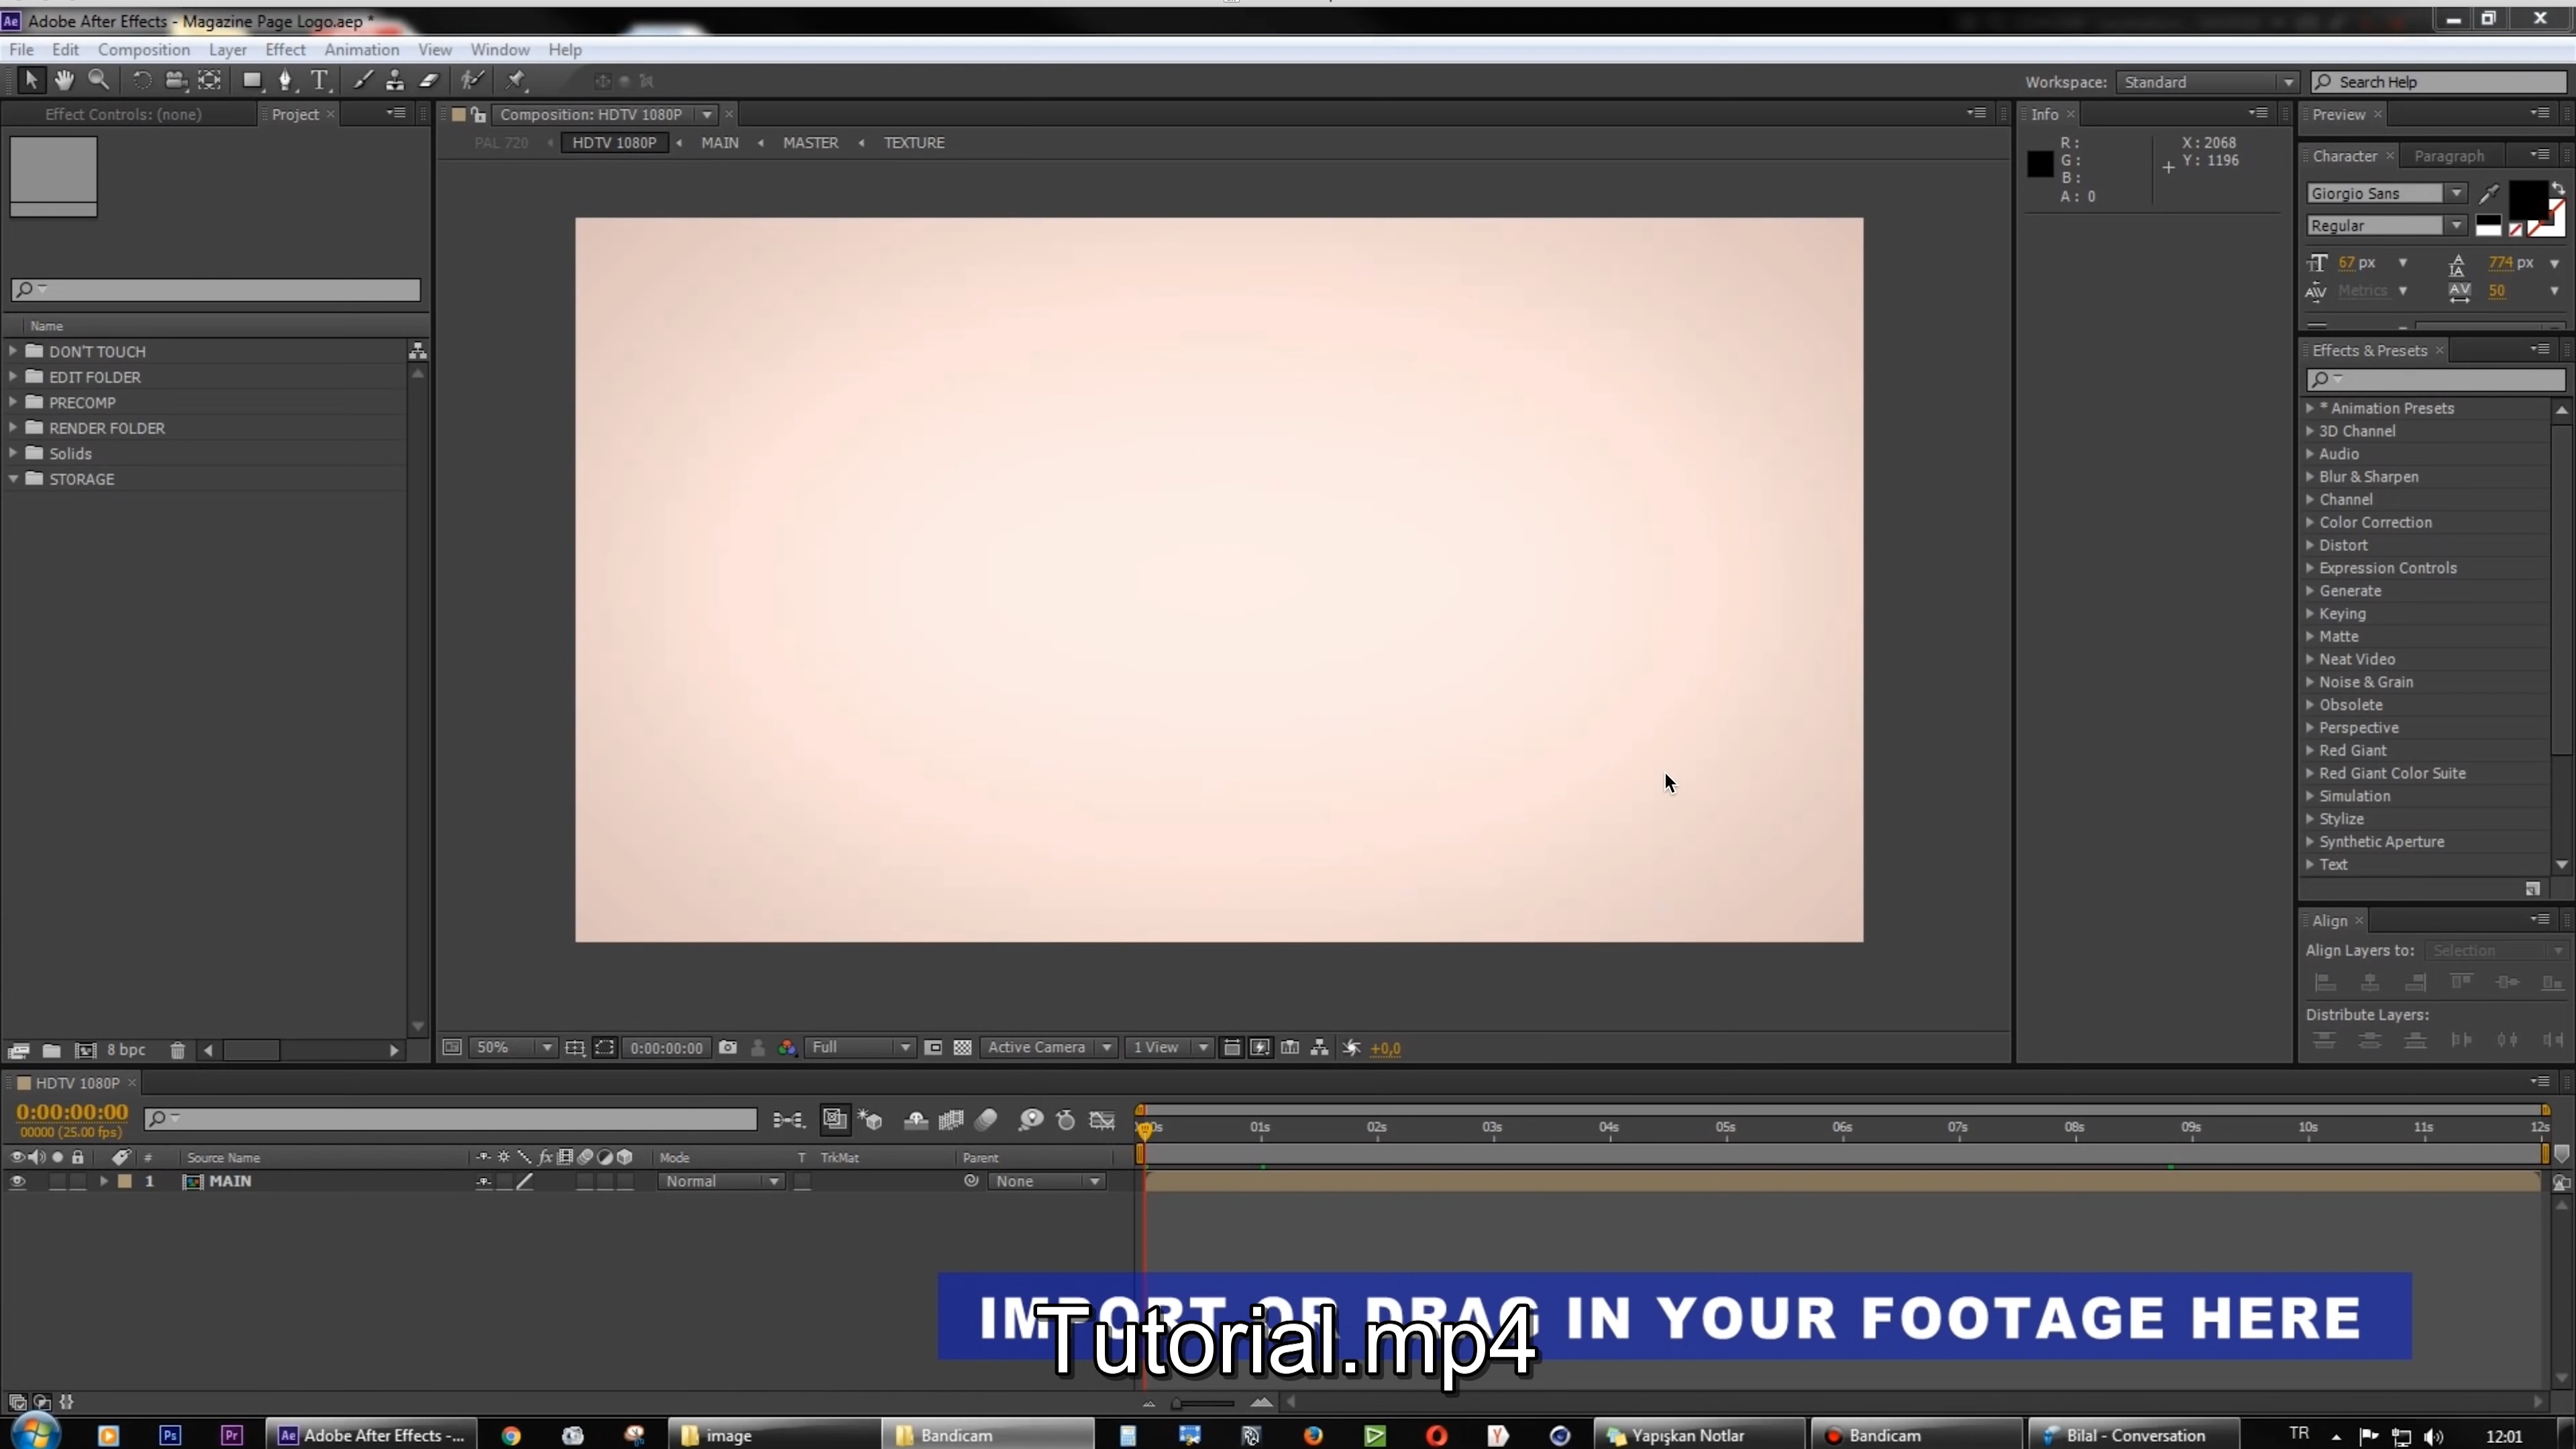 Adobe After Effects - Magazine Page Logo.aep *
File Edit Composition Layer Effect Animation View Window Help
Workspace: Standard Search Help
Effect Controls: (none) Project
Name
DON'T TOUCH
EDIT FOLDER
PRECOMP
RENDER FOLDER
Solids
STORAGE
8 bpc
Composition: HDTV 1080P
PAL 720 HDTV 1080P MAIN MASTER TEXTURE
50% 0:00:00:00 Full Active Camera 1 View +0,0
Info
R :
G :
B :
A : 0
X : 2068
Y : 1196
Preview
Character Paragraph
Giorgio Sans
Regular
67 px 774 px
Metrics 50
Effects & Presets
* Animation Presets
3D Channel
Audio
Blur & Sharpen
Channel
Color Correction
Distort
Expression Controls
Generate
Keying
Matte
Neat Video
Noise & Grain
Obsolete
Perspective
Red Giant
Red Giant Color Suite
Simulation
Stylize
Synthetic Aperture
Text
Align
Align Layers to: Selection
Distribute Layers:
HDTV 1080P
0:00:00:00
00000 (25.00 fps)
01s 02s 03s 04s 05s 06s 07s 08s 09s 10s 11s 12s
# Source Name Mode T TrkMat Parent
1 MAIN Normal None
IMPORT OR DRAG IN YOUR FOOTAGE HERE
Tutorial.mp4
Adobe After Effects -... image Bandicam Yapışkan Notlar Bandicam Bilal - Conversation TR 12:01